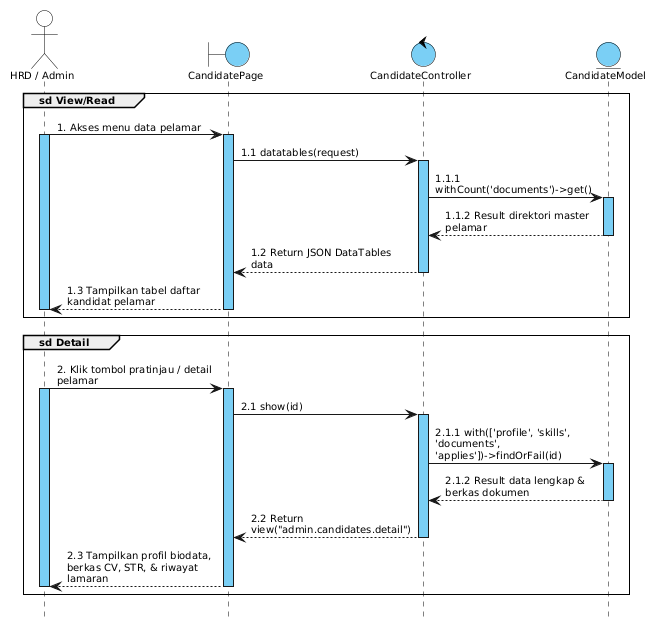 HRD / Admin
CandidatePage
CandidateController
CandidateModel
sd View/Read
1. Akses menu data pelamar
1.1 datatables(request)
1.1.1
withCount('documents')->get()
1.1.2 Result direktori master
pelamar
1.2 Return JSON DataTables
data
1.3 Tampilkan tabel daftar
kandidat pelamar
sd Detail
2. Klik tombol pratinjau / detail
pelamar
2.1 show(id)
2.1.1 with(['profile', 'skills',
'documents',
'applies'])->findOrFail(id)
2.1.2 Result data lengkap &
berkas dokumen
2.2 Return
view("admin.candidates.detail")
2.3 Tampilkan profil biodata,
berkas CV, STR, & riwayat
lamaran